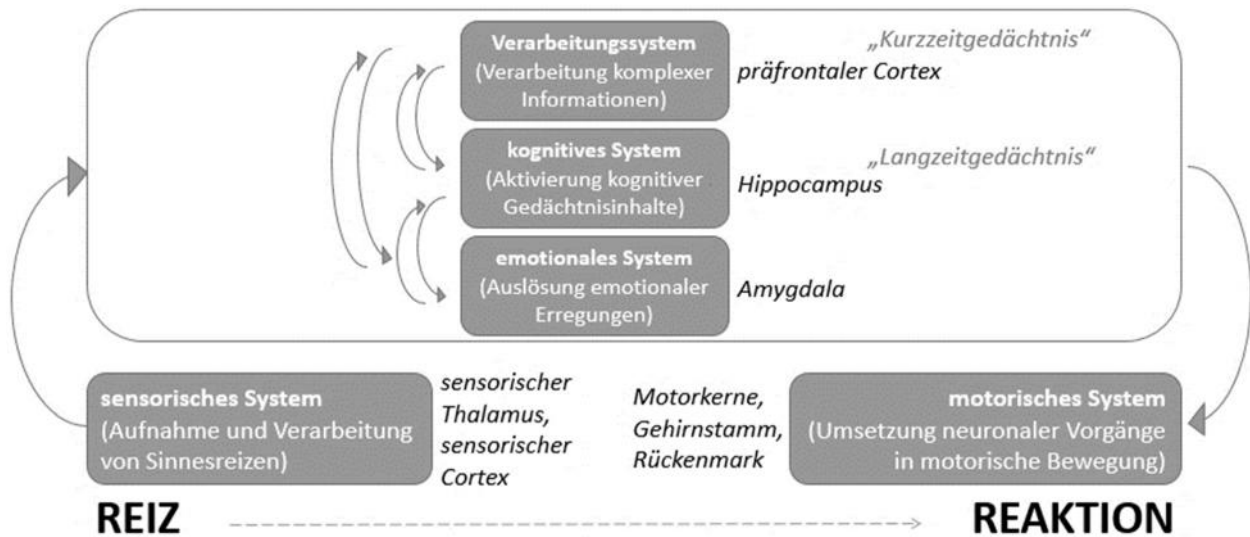 Verarbeitungssystem
(Verarbeitung komplexer
Informationen)
„Kurzzeitgedächtnis“
präfrontaler Cortex
kognitives System
(Aktivierung kognitiver
Gedächtnisinhalte)
„Langzeitgedächtnis“
Hippocampus
emotionales System
(Auslösung emotionaler
Erregungen)
Amygdala
sensorisches System
(Aufnahme und Verarbeitung
von Sinnesreizen)
sensorischer
Thalamus,
sensorischer
Cortex
Motorkerne,
Gehirnstamm,
Rückenmark
motorisches System
(Umsetzung neuronaler Vorgänge
in motorische Bewegung)
REIZ
REAKTION